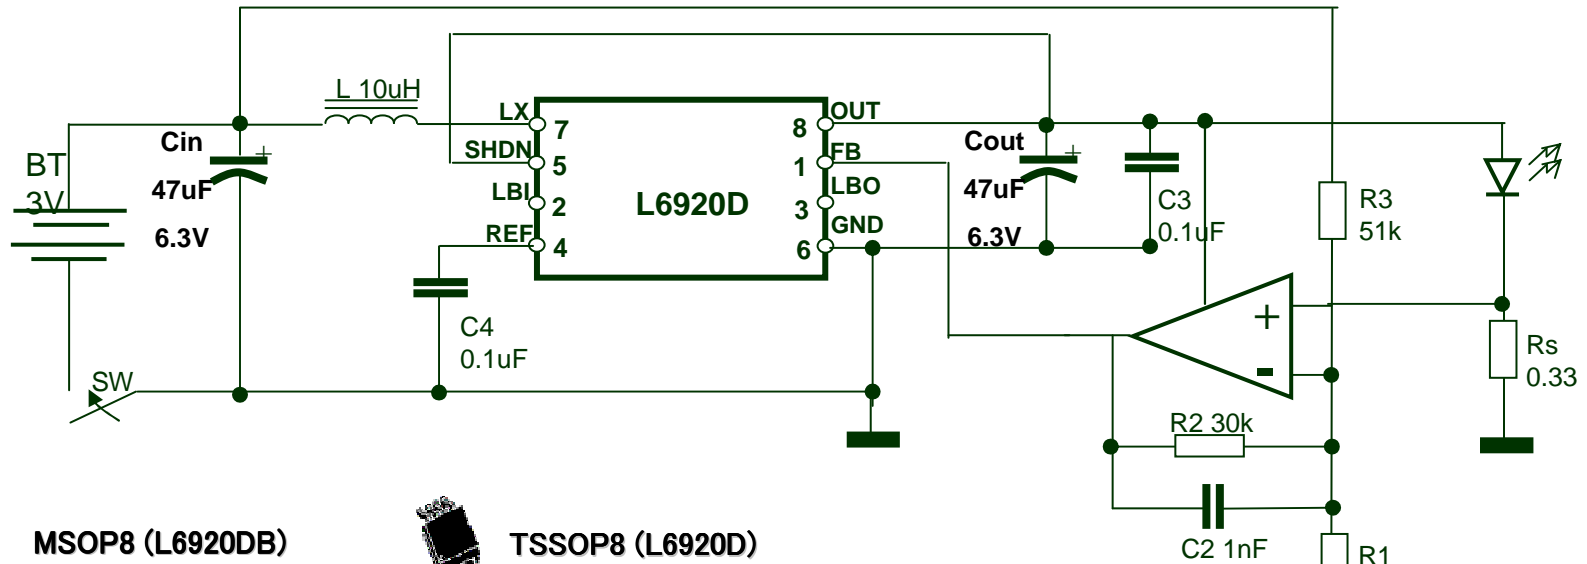 L 10uH
LX
7
OUT
8
Cin
+
SHDN
5
Cout
+
FB
1
BT
3V
47uF
LBI
2
L6920D
LBO
3
47uF
C3
0.1uF
R3
51k
6.3V
REF
4
GND
6
6.3V
C4
0.1uF
+
-
Rs
0.33
SW
R2 30k
C2 1nF
R1
MSOP8 (L6920DB)
TSSOP8 (L6920D)